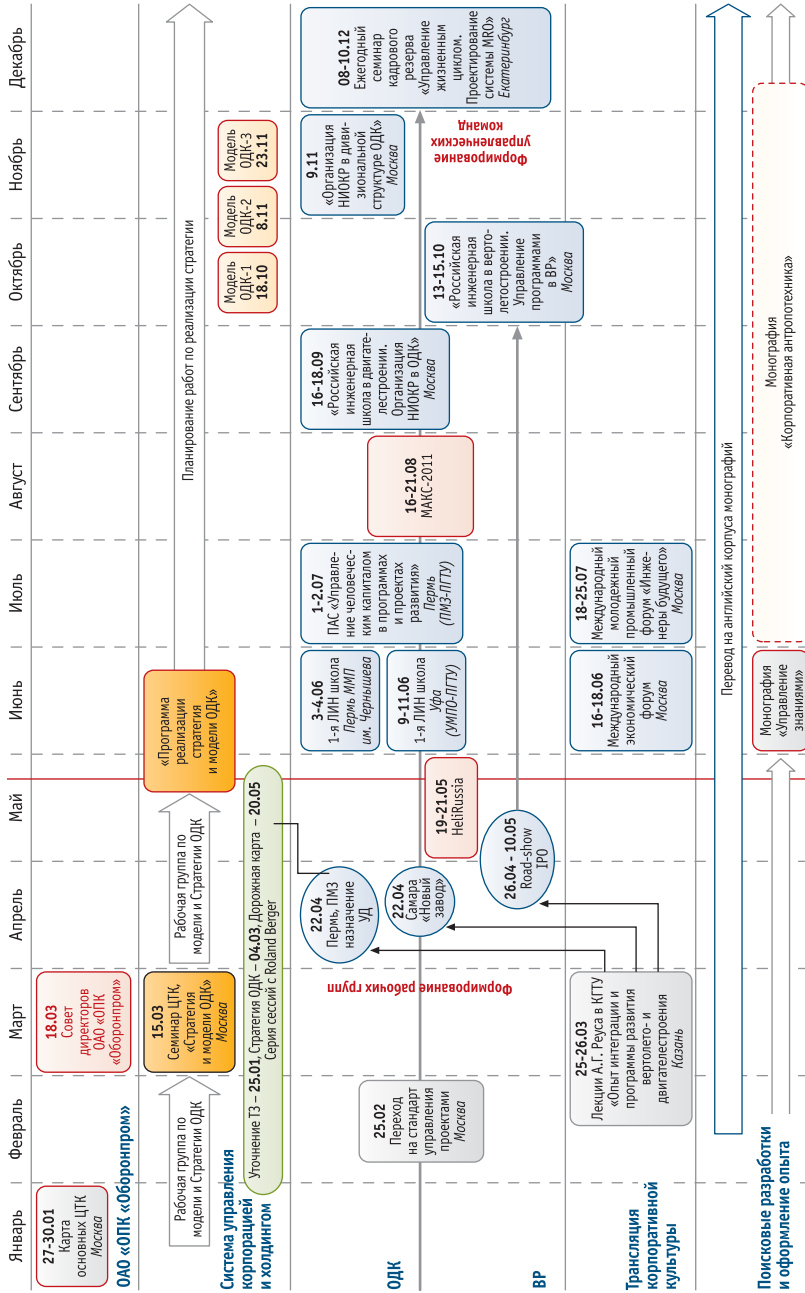 Январь
Февраль
Март
Апрель
Май
Июнь
Июль
Август
Сентябрь
Октябрь
Ноябрь
Декабрь
27-30.01
Карта
основных ЦТК
Москва
18.03
Совет
директоров
ОАО «ОПК
«Оборонпром»
ОАО «ОПК «Оборонпром»
Рабочая группа по
модели и Стратегии ОДК
15.03
Семинар ЦТК,
«Стратегия
и модели ОДК»
Москва
Рабочая группа по
модели и Стратегии ОДК
«Программа
реализации
стратегия
и модели ОДК»
Планирование работ по реализации стратегии
Система управления
корпорацией
и холдингом
Уточнение ТЗ – 25.01, Стратегия ОДК – 04.03, Дорожная карта – 20.05
Серия сессий с Roland Berger
Модель
ОДК-1
18.10
Модель
ОДК-2
8.11
Модель
ОДК-3
23.11
ОДК
25.02
Переход
на стандарт
управления
проектами
Москва
Формирование рабочих групп
22.04
Пермь, ПМЗ
назначение
УД
22.04
Самара
«Новый
завод»
19-21.05
HeliRussia
3-4.06
1-я ЛИН школа
Пермь ММП
им. Чернышева
9-11.06
1-я ЛИН школа
Уфа
(УМПО-ПГТУ)
1-2.07
ПАС «Управле-
ние человечес-
ким капиталом
в программах
и проектах
развития»
Пермь
(ПМЗ-ПГТУ)
16-21.08
МАКС-2011
16-18.09
«Российская
инженерная
школа в двигате-
лестроении.
Организация
НИОКР в ОДК»
Москва
9.11
«Организация
НИОКР в диви-
зиональной
структуре ОДК»
Москва
08-10.12
Ежегодный
семинар
кадрового
резерва
«Управление
жизненным
циклом.
Проектирование
системы MRO»
Екатеринбург
Формирование
управленческих
команд
ВР
26.04 - 10.05
Road-show
IPO
13-15.10
«Российская
инженерная
школа в верто-
летостроении.
Управление
программами
в ВР»
Москва
Трансляция
корпоративной
культуры
25-26.03
Лекции А.Г. Реуса в КГТУ
«Опыт интеграции и
программы развития
вертолето- и
двигателестроения
Казань
16-18.06
Международный
экономический
форум
Москва
18-25.07
Международный
молодежный
промышленный
форум «Инже-
неры будущего»
Москва
Перевод на английский корпуса монографий
Поисковые разработки
и оформление опыта
Монография
«Управление
знаниями»
Монография
«Корпоративная антропотехника»